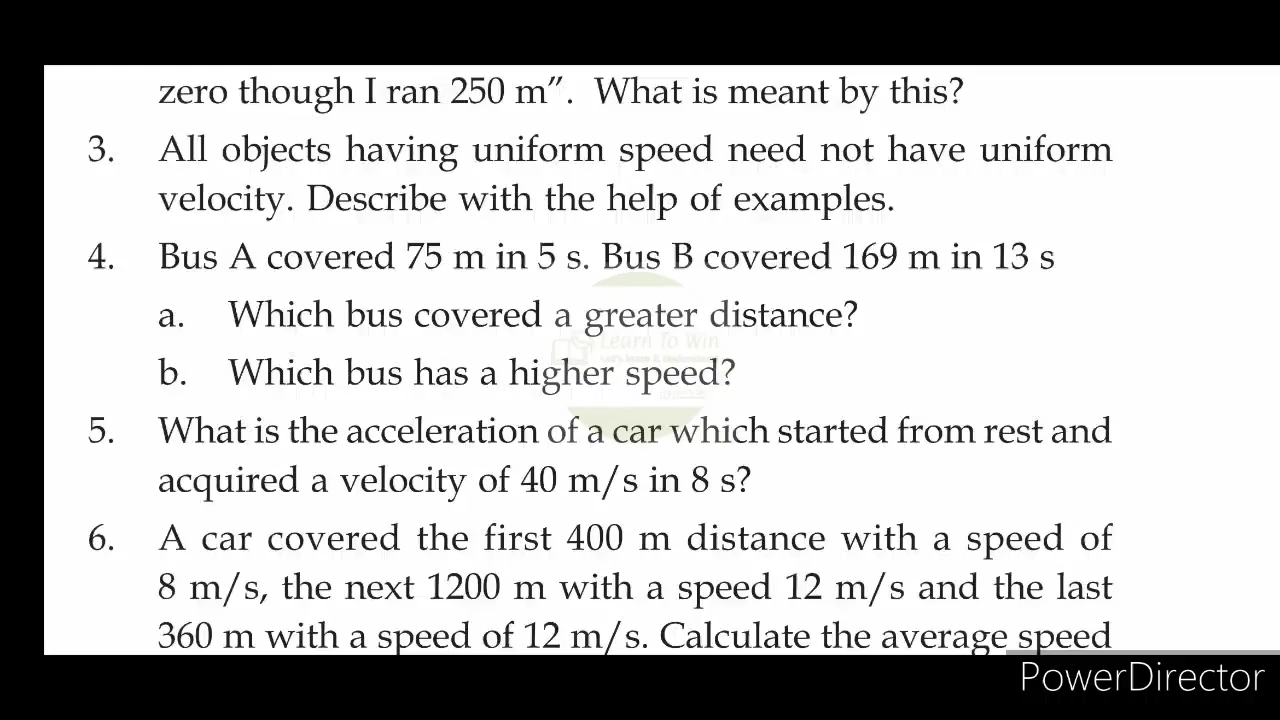 zero though I ran 250 m”. What is meant by this?
3. All objects having uniform speed need not have uniform
velocity. Describe with the help of examples.
4. Bus A covered 75 m in 5 s. Bus B covered 169 m in 13 s
a. Which bus covered a greater distance?
Learn To Win
b. Which bus has a higher speed?
5. What is the acceleration of a car which started from rest and
acquired a velocity of 40 m/s in 8 s?
6. A car covered the first 400 m distance with a speed of
8 m/s, the next 1200 m with a speed 12 m/s and the last
360 m with a speed of 12 m/s. Calculate the average speed
PowerDirector